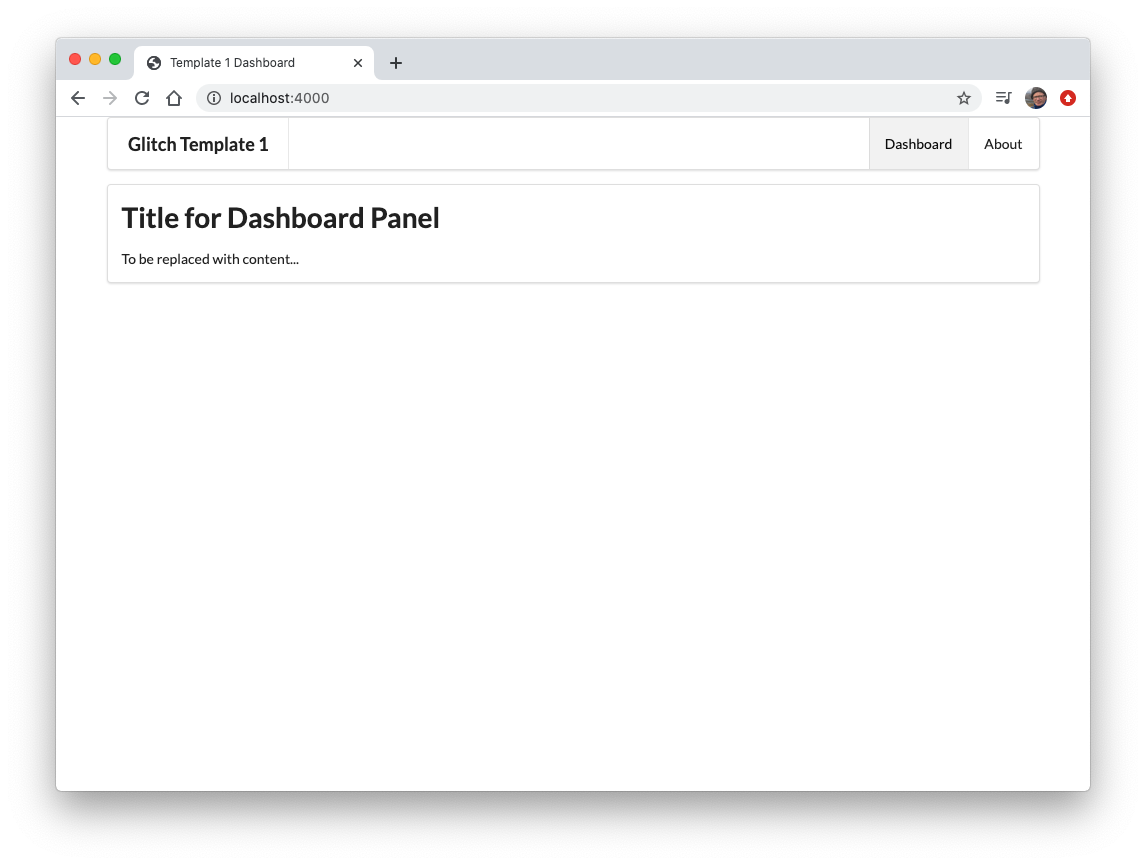 Template 1 Dashboard
localhost:4000
Glitch Template 1
Dashboard
About
Title for Dashboard Panel
To be replaced with content...